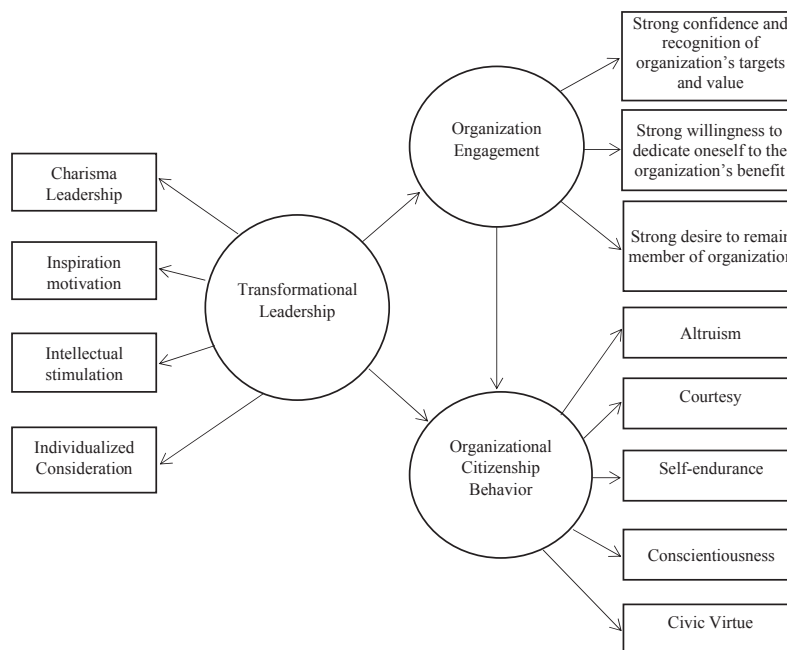 Charisma
Leadership
Inspiration
motivation
Intellectual
stimulation
Individualized
Consideration
Transformational
Leadership
Organization
Engagement
Organizational
Citizenship
Behavior
Strong confidence and
recognition of
organization’s targets
and value
Strong willingness to
dedicate oneself to the
organization’s benefit
Strong desire to remain
member of organization
Altruism
Courtesy
Self-endurance
Conscientiousness
Civic Virtue